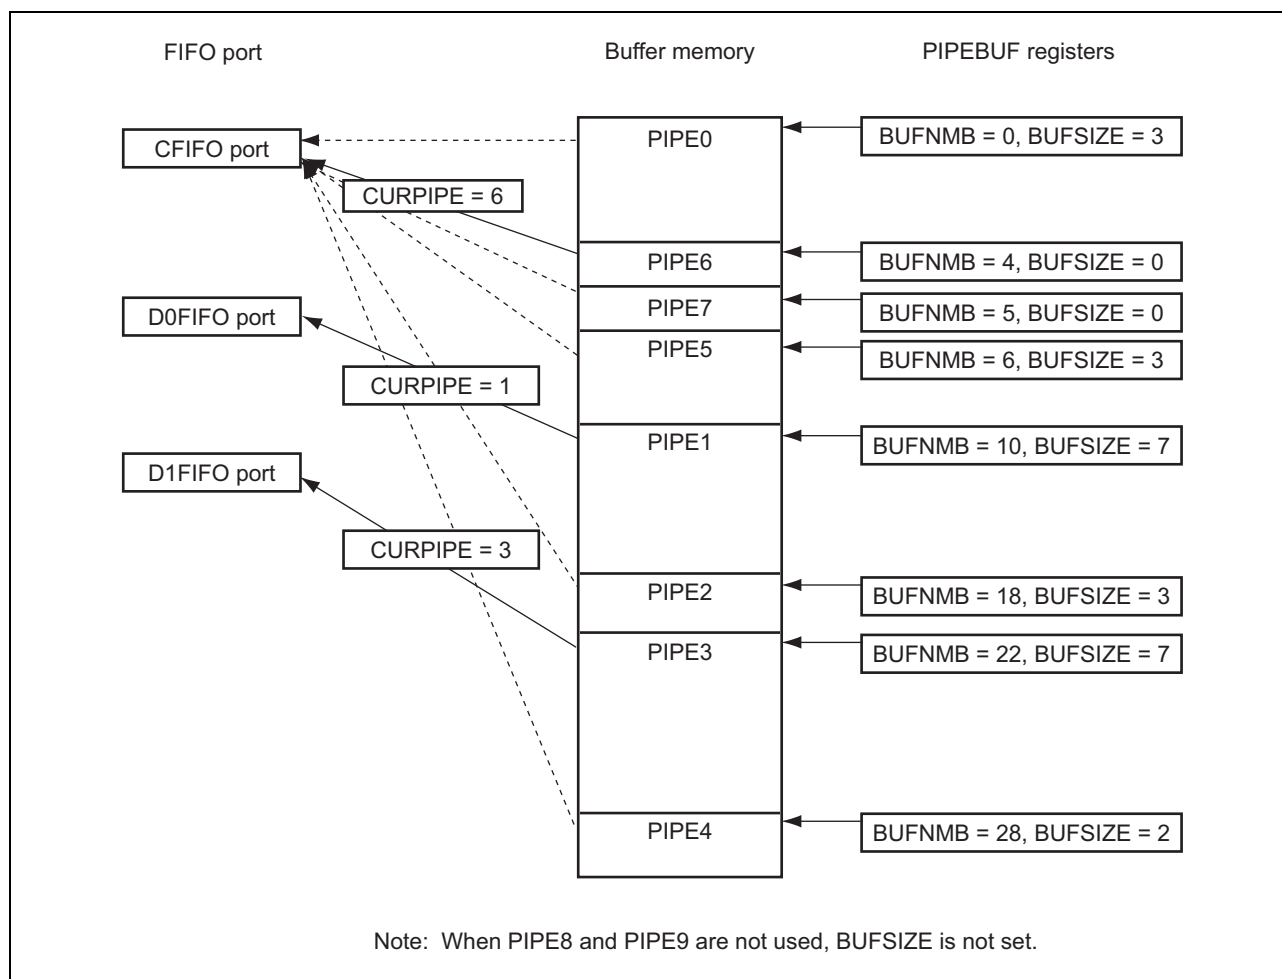 FIFO port
Buffer memory
PIPEBUF registers
CFIFO port
PIPE0
BUFNMB = 0, BUFSIZE = 3
CURPIPE = 6
PIPE6
BUFNMB = 4, BUFSIZE = 0
D0FIFO port
PIPE7
BUFNMB = 5, BUFSIZE = 0
PIPE5
BUFNMB = 6, BUFSIZE = 3
CURPIPE = 1
PIPE1
BUFNMB = 10, BUFSIZE = 7
D1FIFO port
CURPIPE = 3
PIPE2
BUFNMB = 18, BUFSIZE = 3
PIPE3
BUFNMB = 22, BUFSIZE = 7
PIPE4
BUFNMB = 28, BUFSIZE = 2
Note: When PIPE8 and PIPE9 are not used, BUFSIZE is not set.